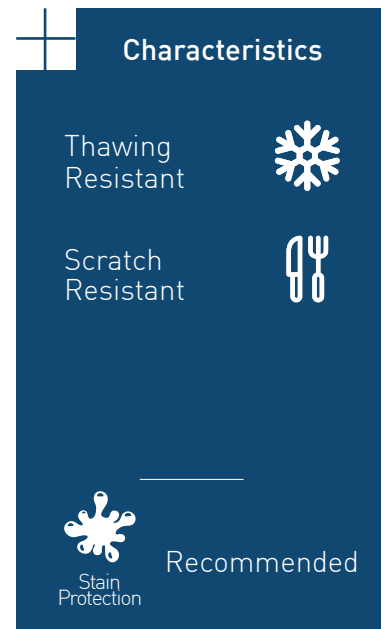 Characteristics
Thawing
Resistant
Scratch
Resistant
Stain
Protection
Recommended